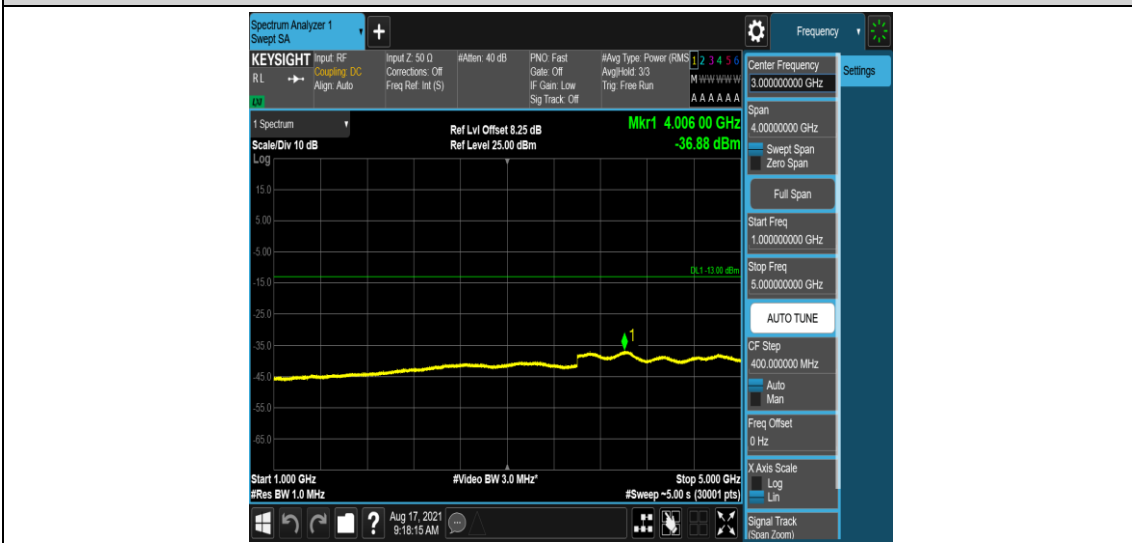 Spectrum Analyzer 1
Swept SA
+
Frequency
KEYSIGHT
RL
LXI
Input: RF
Coupling: DC
Align: Auto
Input Z: 50 Ω
Corrections: Off
Freq Ref: Int (S)
#Atten: 40 dB
PNO: Fast
Gate: Off
IF Gain: Low
Sig Track: Off
#Avg Type: Power (RMS
Avg|Hold: 3/3
Trig: Free Run
1 2 3 4 5 6
M W W W W W
A A A A A A
1 Spectrum
Scale/Div 10 dB
Ref Lvl Offset 8.25 dB
Ref Level 25.00 dBm
Mkr1 4.006 00 GHz
-36.88 dBm
Log
15.0
5.00
-5.00
-15.0
-25.0
-35.0
-45.0
-55.0
-65.0
DL1 -13.00 dBm
1
Start 1.000 GHz
#Res BW 1.0 MHz
#Video BW 3.0 MHz*
Stop 5.000 GHz
#Sweep ~5.00 s (30001 pts)
?
Aug 17, 2021
9:18:15 AM
Center Frequency
3.000000000 GHz
Settings
Span
4.00000000 GHz
Swept Span
Zero Span
Full Span
Start Freq
1.000000000 GHz
Stop Freq
5.000000000 GHz
AUTO TUNE
CF Step
400.000000 MHz
Auto
Man
Freq Offset
0 Hz
X Axis Scale
Log
Lin
Signal Track
(Span Zoom)